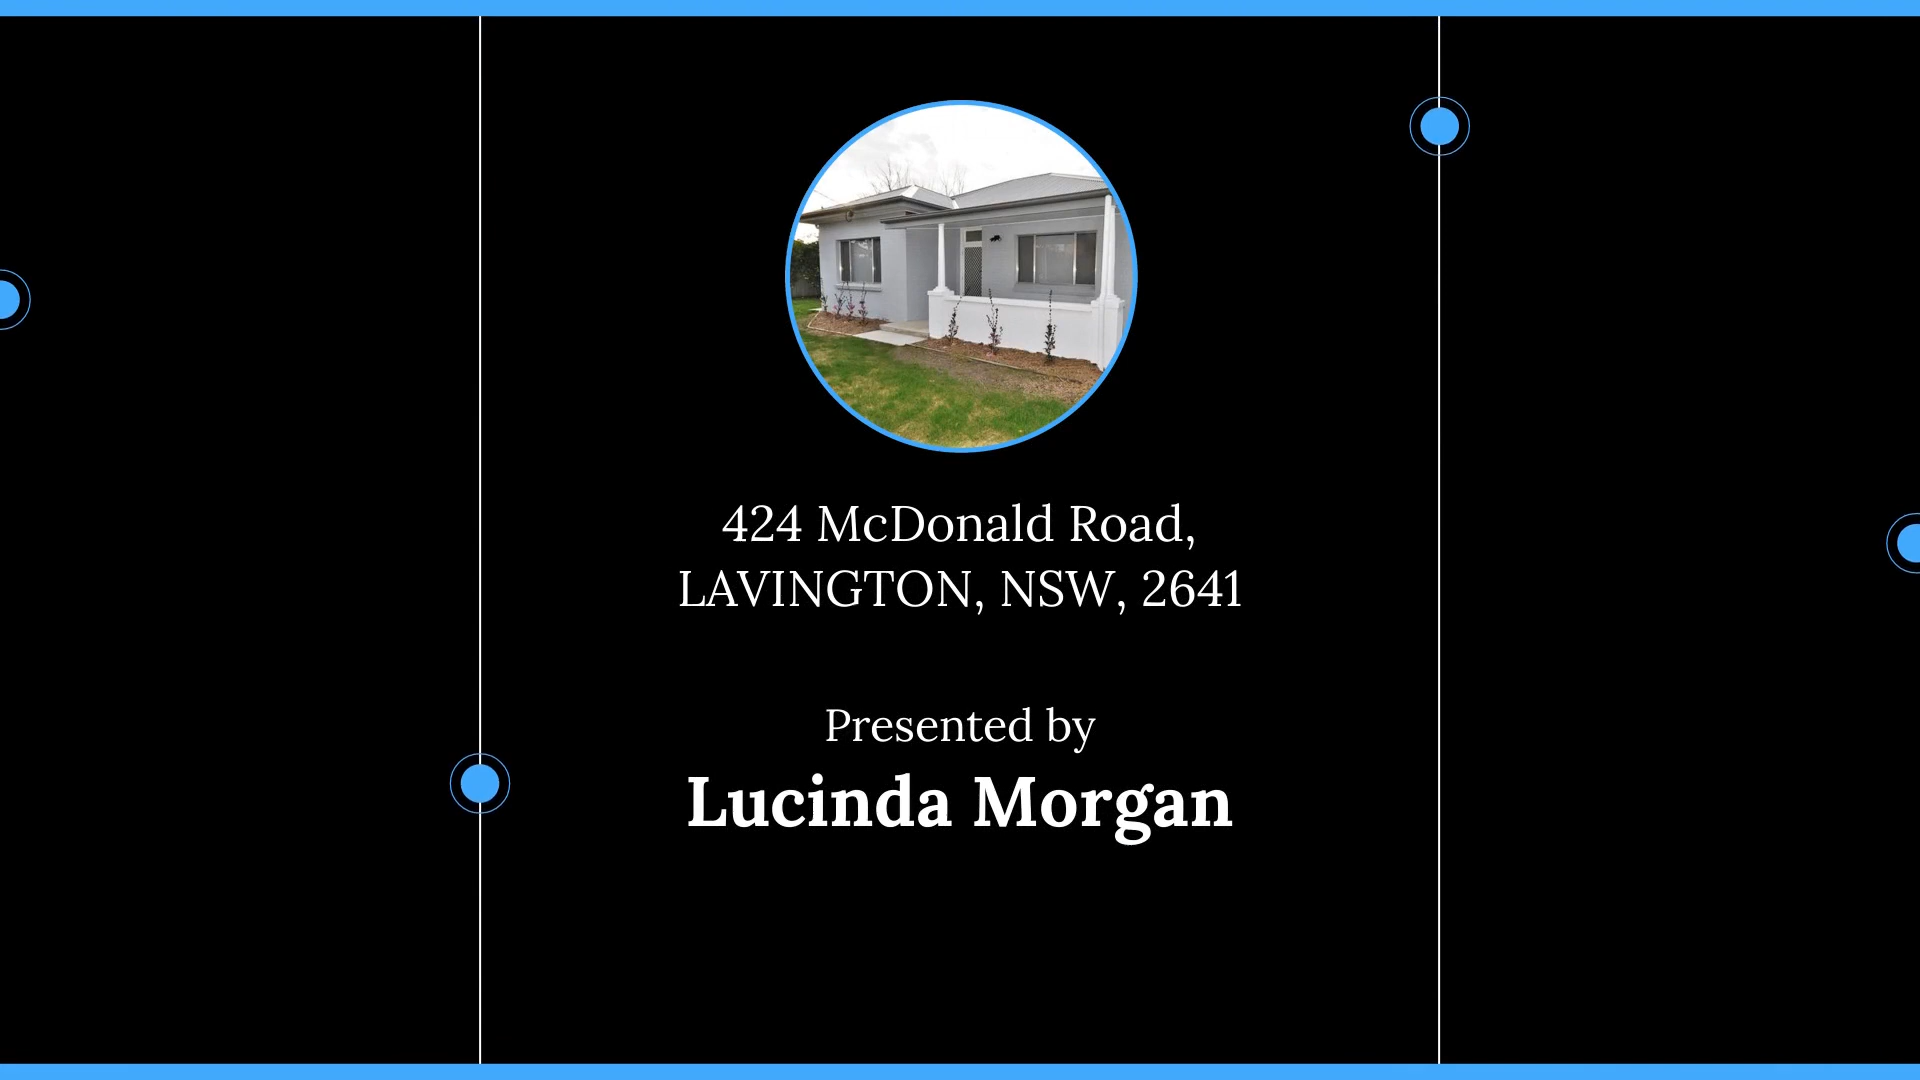 424 McDonald Road,
LAVINGTON, NSW, 2641
Presented by
Lucinda Morgan